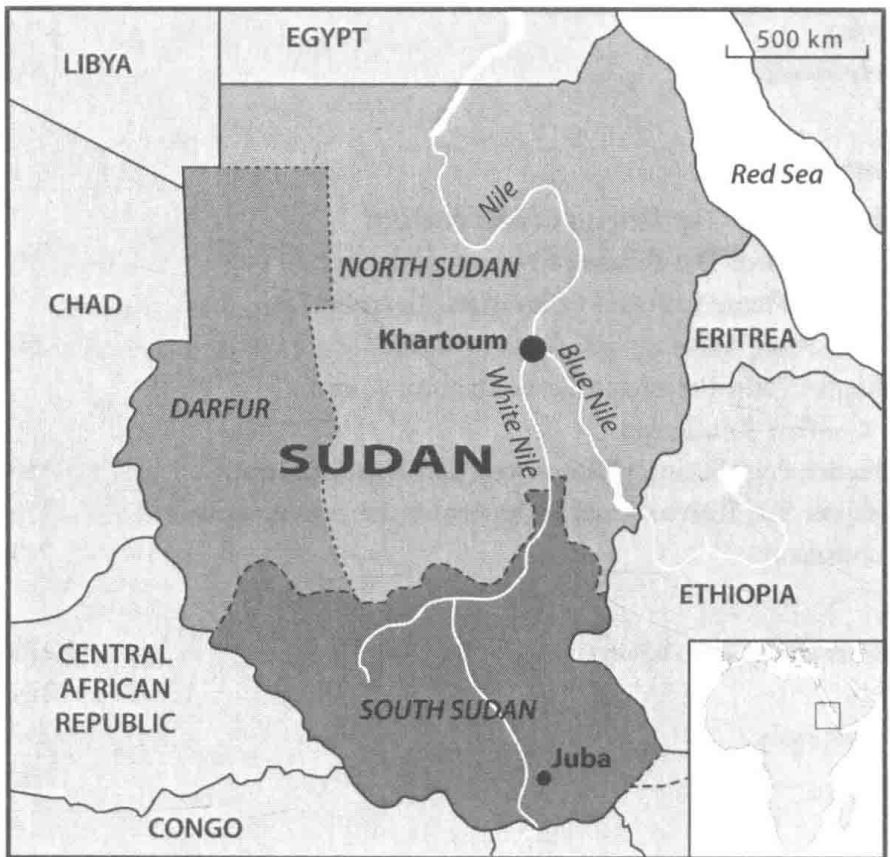 EGYPT
500 km
LIBYA
Red Sea
Nile
NORTH SUDAN
CHAD
Khartoum
ERITREA
Blue Nile
White Nile
DARFUR
SUDAN
ETHIOPIA
CENTRAL
AFRICAN
REPUBLIC
SOUTH SUDAN
Juba
CONGO